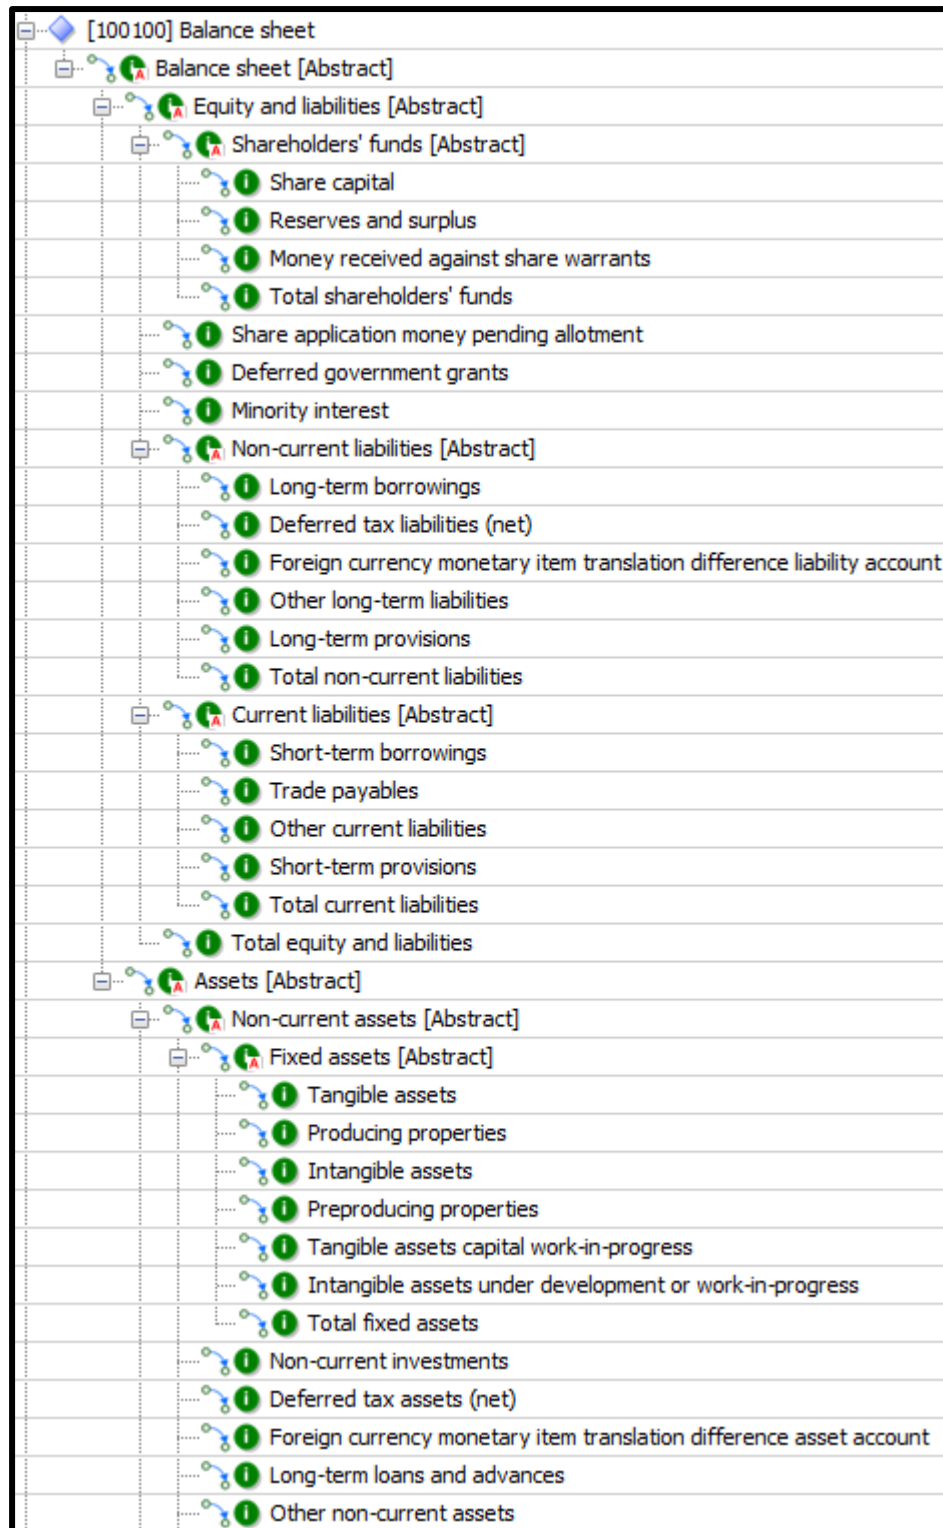 [100100] Balance sheet
Balance sheet [Abstract]
Equity and liabilities [Abstract]
Shareholders' funds [Abstract]
Share capital
Reserves and surplus
Money received against share warrants
Total shareholders' funds
Share application money pending allotment
Deferred government grants
Minority interest
Non-current liabilities [Abstract]
Long-term borrowings
Deferred tax liabilities (net)
Foreign currency monetary item translation difference liability account
Other long-term liabilities
Long-term provisions
Total non-current liabilities
Current liabilities [Abstract]
Short-term borrowings
Trade payables
Other current liabilities
Short-term provisions
Total current liabilities
Total equity and liabilities
Assets [Abstract]
Non-current assets [Abstract]
Fixed assets [Abstract]
Tangible assets
Producing properties
Intangible assets
Preproducing properties
Tangible assets capital work-in-progress
Intangible assets under development or work-in-progress
Total fixed assets
Non-current investments
Deferred tax assets (net)
Foreign currency monetary item translation difference asset account
Long-term loans and advances
Other non-current assets